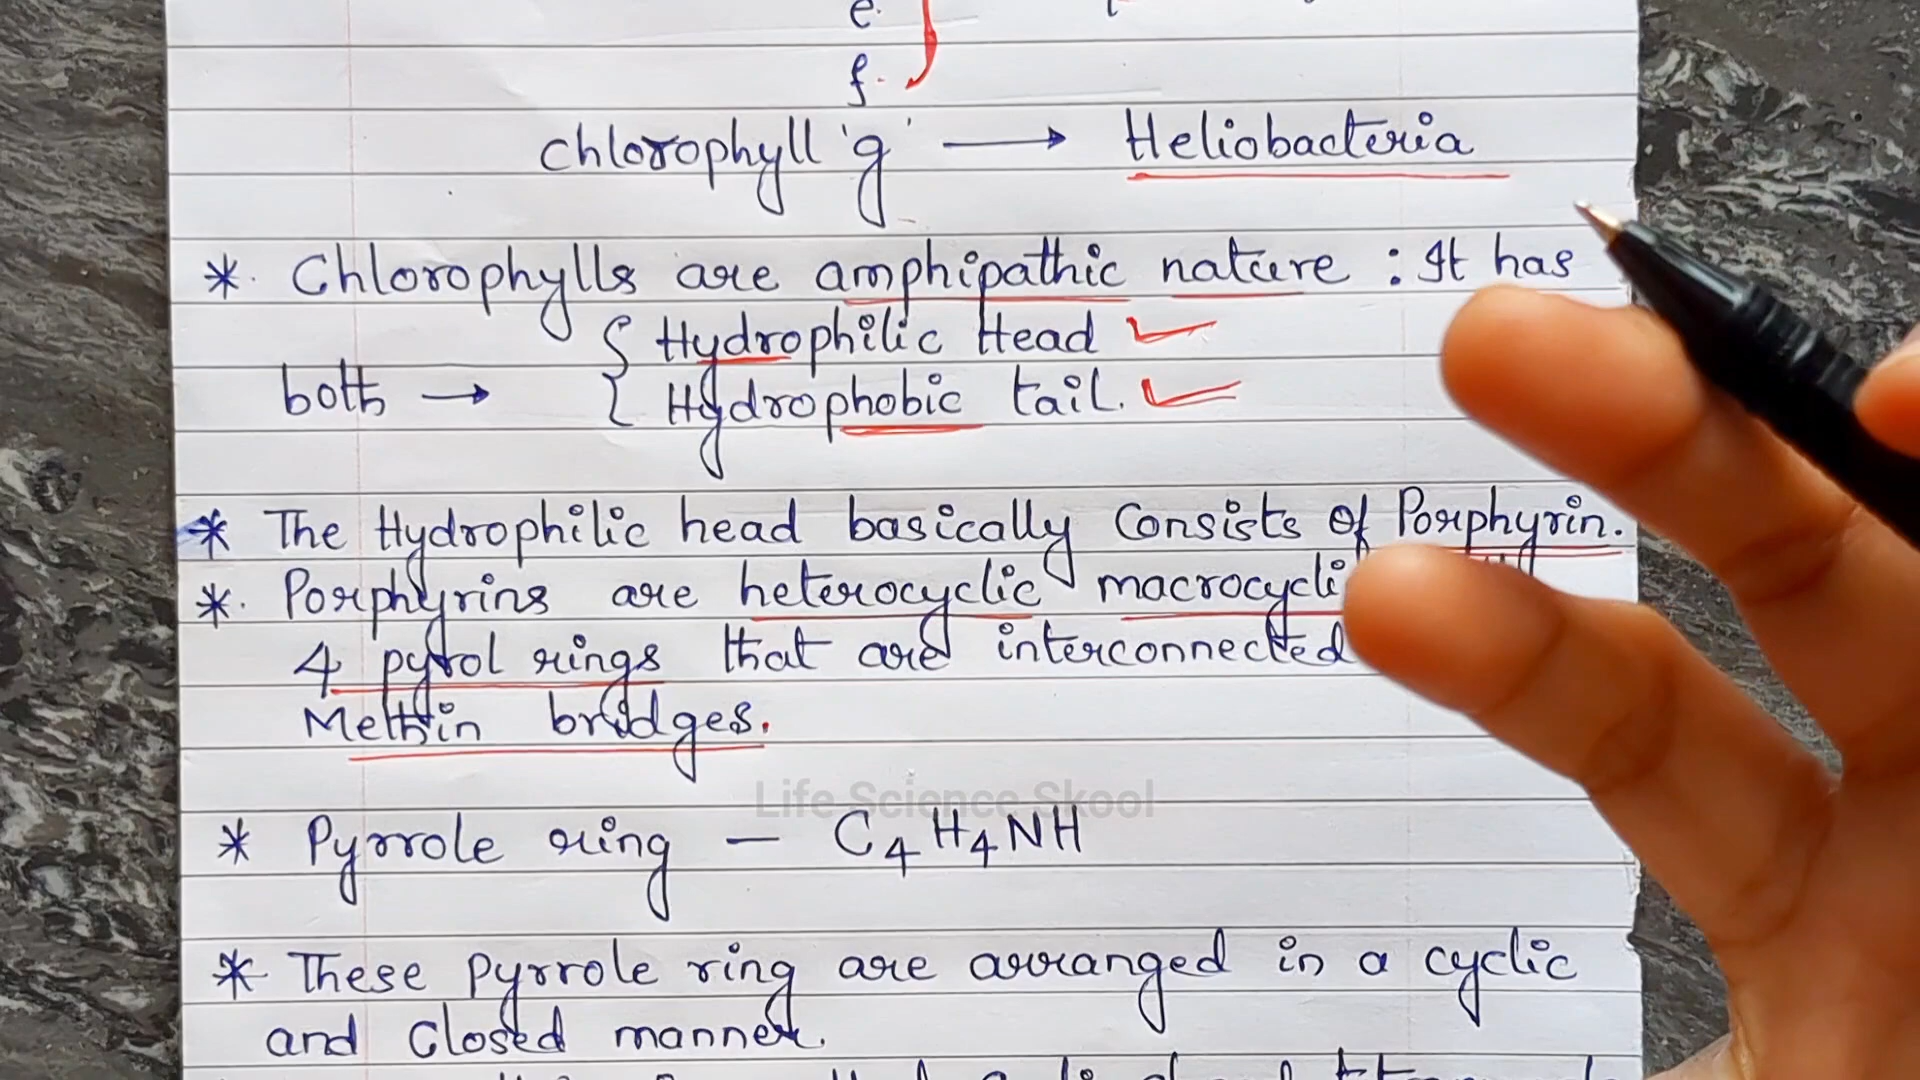 e.
f.
Chlorophyll 'g' → Heliobacteria
* Chlorophylls are amphipathic nature : It has
both → { Hydrophilic Head
Hydrophobic tail.
* The Hydrophilic head basically consists of Porphyrin.
* Porphyrins are heterocyclic macrocycli
4 pyrol rings that are interconnected
Methin bridges.
Life Science Skool
* Pyrrole ring — C4H4NH
* These pyrrole ring are arranged in a cyclic
and closed manner.